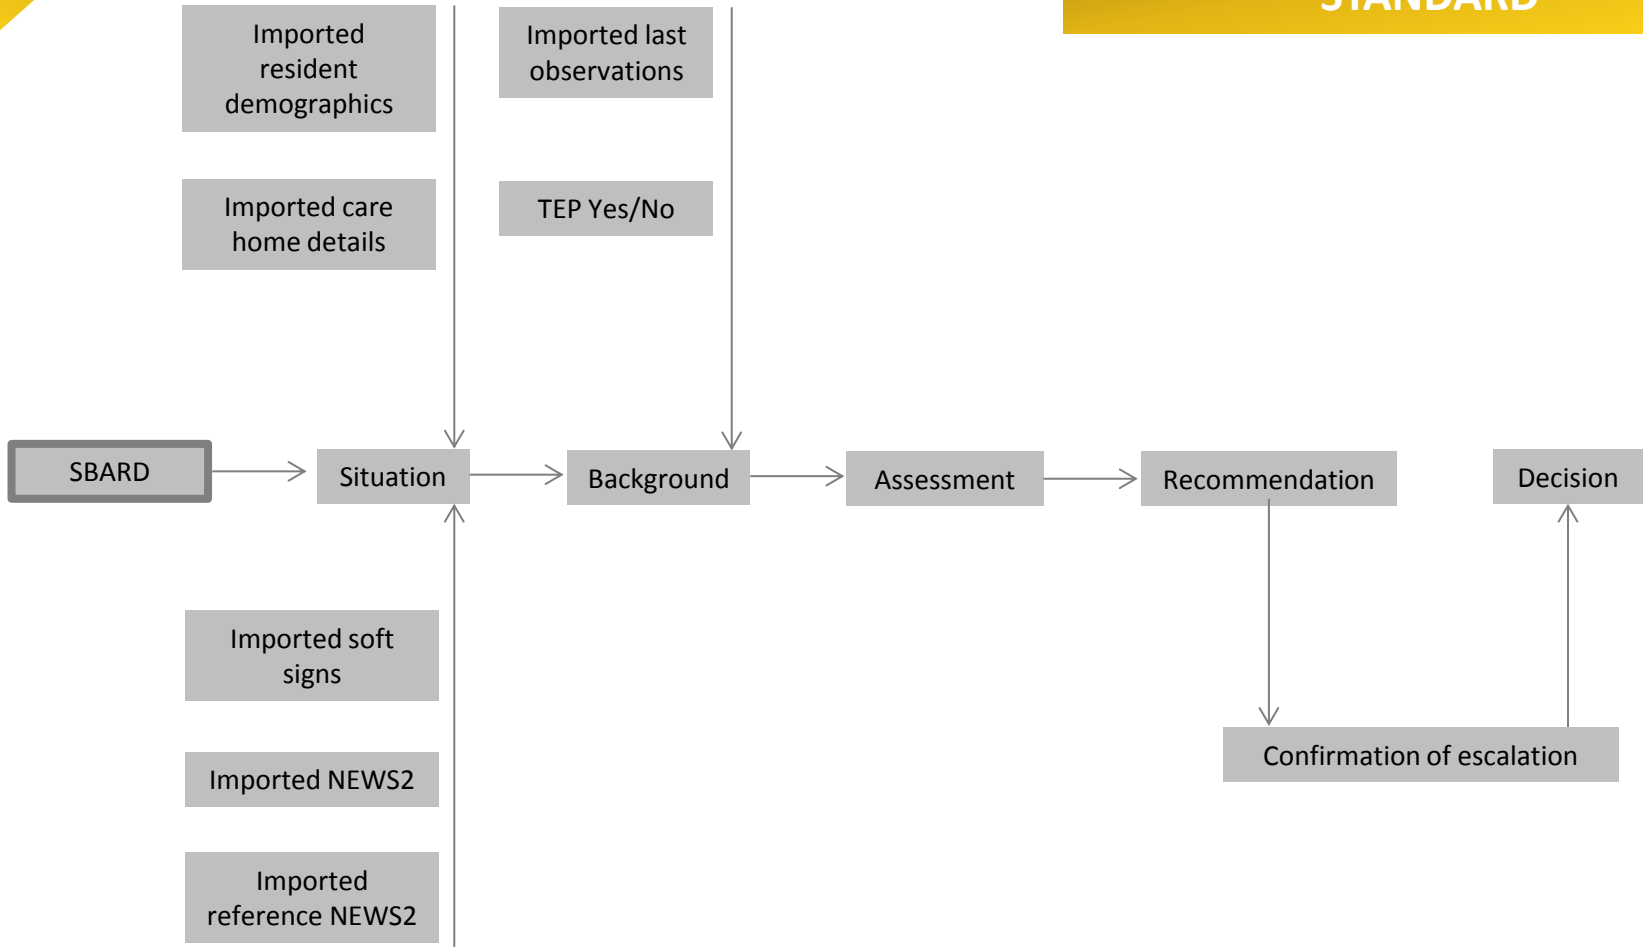 STANDARD
Imported
resident
demographics
Imported last
observations
Imported care
home details
TEP Yes/No
SBARD
Situation
Background
Assessment
Recommendation
Decision
Imported soft
signs
Confirmation of escalation
Imported NEWS2
Imported
reference NEWS2